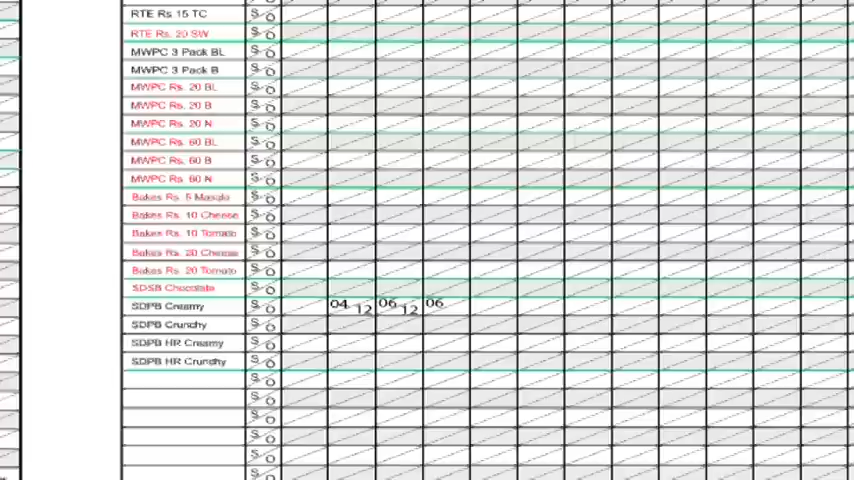 RTE Rs 15 TC S O
RTE Rs. 20 SW S O
MWPC 3 Pack BL S O
MWPC 3 Pack B S O
MWPC Rs. 20 BL S O
MWPC Rs. 20 B S O
MWPC Rs. 20 N S O
MWPC Rs. 60 BL S O
MWPC Rs. 60 B S O
MWPC Rs. 60 N S O
Bakes Rs. 5 Masala S O
Bakes Rs. 10 Cheese S O
Bakes Rs. 10 Tomato S O
Bakes Rs. 20 Cheese S O
Bakes Rs. 20 Tomato S O
SDSB Chocolate S O
SDPB Creamy S O 04 12 06 12 06
SDPB Crunchy S O
SDPB HR Creamy S O
SDPB HR Crunchy S O
S O
S O
S O
S O
S O
S